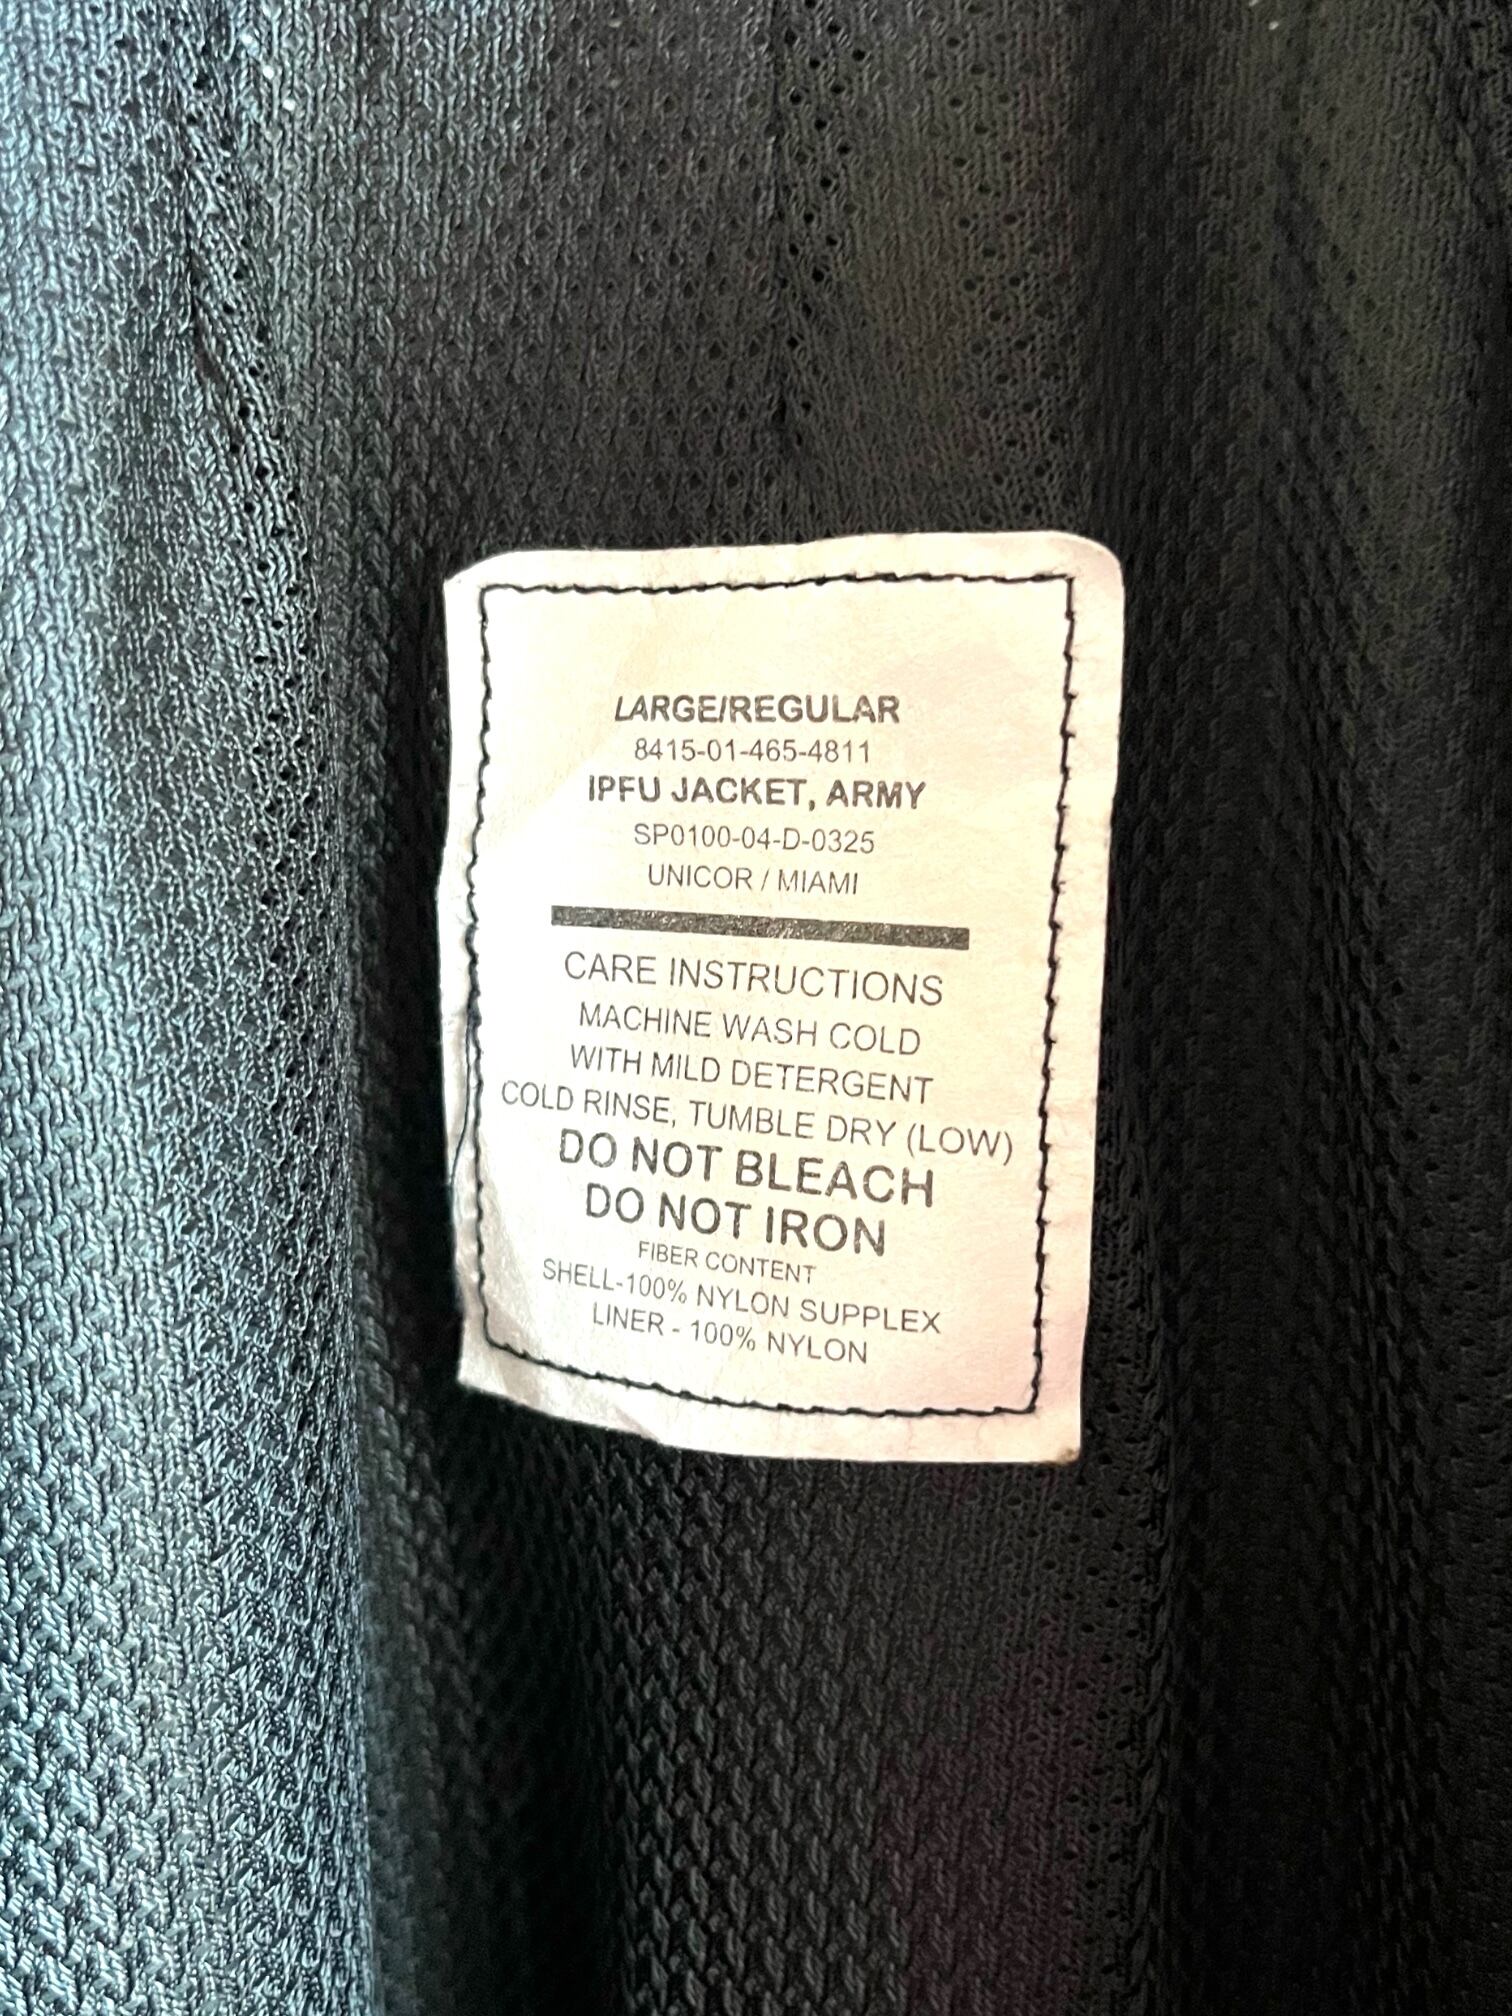 LARGE/REGULAR
8415-01-465-4811
IPFU JACKET, ARMY
SP0100-04-D-0325
UNICOR / MIAMI
CARE INSTRUCTIONS
MACHINE WASH COLD
WITH MILD DETERGENT
COLD RINSE, TUMBLE DRY (LOW)
DO NOT BLEACH
DO NOT IRON
FIBER CONTENT
SHELL-100% NYLON SUPPLEX
LINER - 100% NYLON